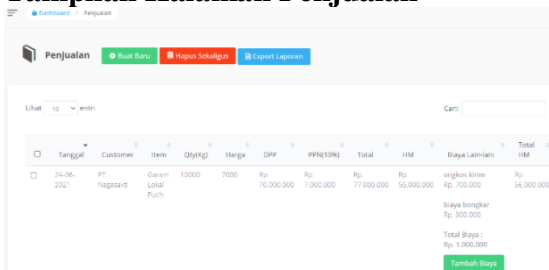 Tampilan Halaman Penjualan
Dashboard > Penjualan
Penjualan
Buat Baru
Hapus Sekaligus
Export Laporan
Lihat 10 entri
Cari:
Tanggal Customer Item Qty(Kg) Harga DPP PPN(10%) Total HM Biaya Lain-lain Total HM
24-06-2021 PT. Nagasakti Garam Lokal Putih 10000 7000 Rp. 70.000.000 Rp. 7.000.000 Rp. 77.000.000 Rp. 55.000.000 ongkos kirim Rp. 700.000 Rp. 56.000.000
biaya bongkar
Rp. 300.000
Total Biaya :
Rp. 1.000.000
Tambah Biaya